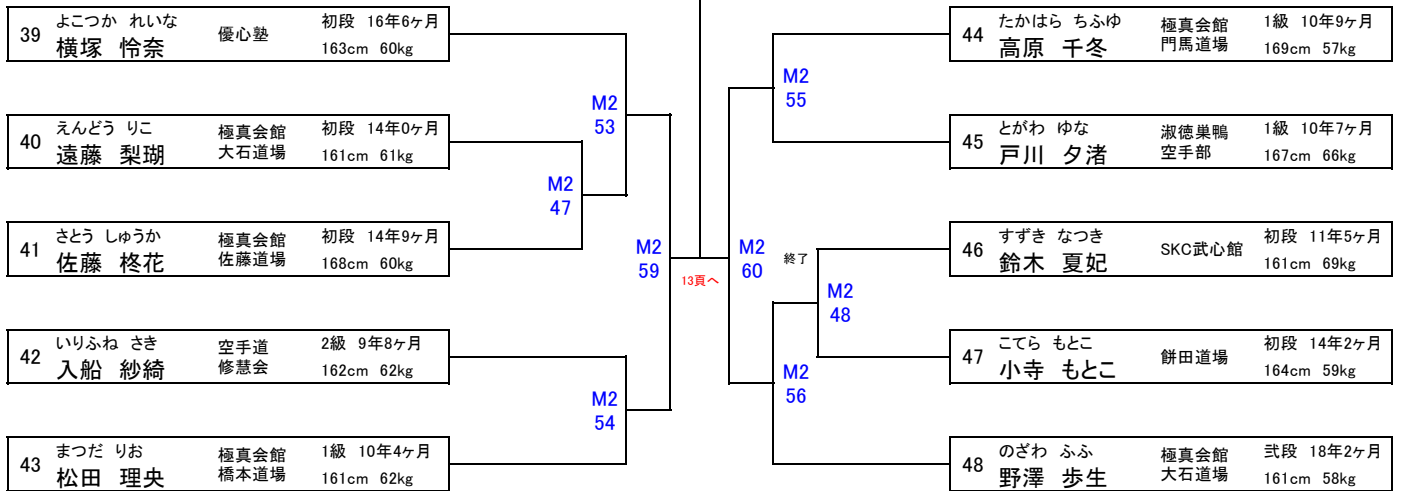 39
よこつか れいな
横塚 怜奈
優心塾
初段 16年6ヶ月
163cm 60kg
40
えんどう りこ
遠藤 梨瑚
極真会館
大石道場
初段 14年0ヶ月
161cm 61kg
41
さとう しゅうか
佐藤 柊花
極真会館
佐藤道場
初段 14年9ヶ月
168cm 60kg
42
いりふね さき
入船 紗綺
空手道
修慧会
2級 9年8ヶ月
162cm 62kg
43
まつだ りお
松田 理央
極真会館
橋本道場
1級 10年4ヶ月
161cm 62kg
M2
53
M2
47
M2
59
M2
54
13頁へ
M2
60
M2
55
終了
M2
48
M2
56
44
たかはら ちふゆ
高原 千冬
極真会館
門馬道場
1級 10年9ヶ月
169cm 57kg
45
とがわ ゆな
戸川 夕渚
淑徳巣鴨
空手部
1級 10年7ヶ月
167cm 66kg
46
すずき なつき
鈴木 夏妃
SKC武心館
初段 11年5ヶ月
161cm 69kg
47
こてら もとこ
小寺 もとこ
餅田道場
初段 14年2ヶ月
164cm 59kg
48
のざわ ふふ
野澤 歩生
極真会館
大石道場
弐段 18年2ヶ月
161cm 58kg